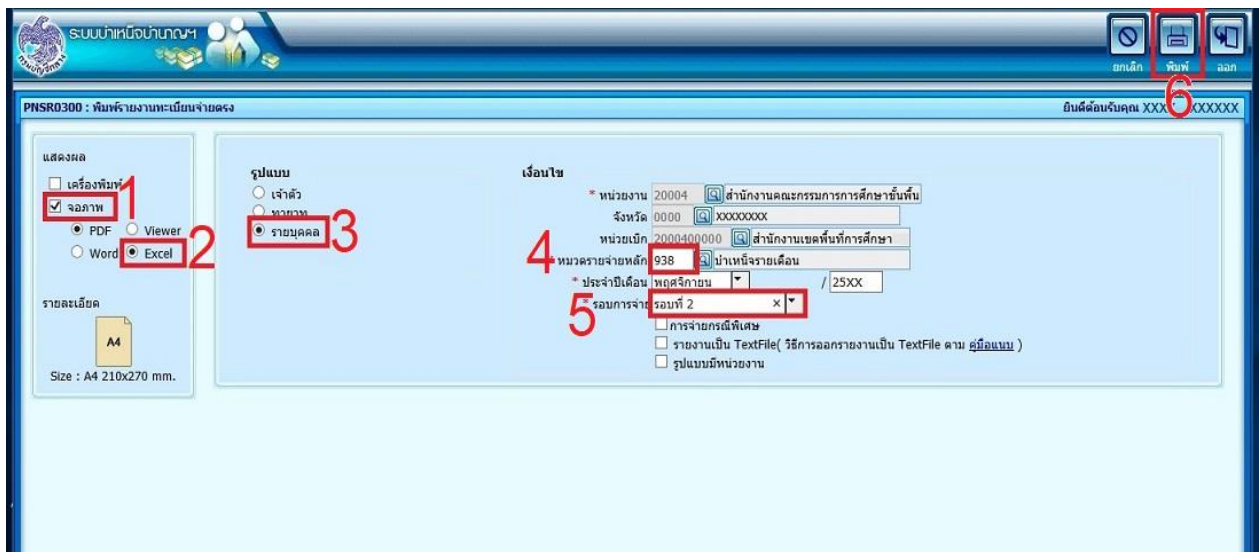 ระบบบำเหน็จบำนาญฯ
กรมบัญชีกลาง
ยกเลิก พิมพ์ ออก
6
PNSR0300 : พิมพ์รายงานทะเบียนจ่ายตรง
ยินดีต้อนรับคุณ XXX XXXXXX
แสดงผล
เครื่องพิมพ์
จอภาพ
1
PDF Viewer
Word Excel
2
รายละเอียด
A4
Size : A4 210x270 mm.
รูปแบบ
เจ้าตัว
ทายาท
รายบุคคล
3
เงื่อนไข
* หน่วยงาน 20004 สำนักงานคณะกรรมการการศึกษาขั้นพื้น
จังหวัด 0000 XXXXXXXX
หน่วยเบิก 2000400000 สำนักงานเขตพื้นที่การศึกษา
4
* หมวดรายจ่ายหลัก 938 บำเหน็จรายเดือน
* ประจำปีเดือน พฤศจิกายน / 25XX
5
* รอบการจ่าย รอบที่ 2 ×
การจ่ายกรณีพิเศษ
รายงานเป็น TextFile( วิธีการออกรายงานเป็น TextFile ตาม คู่มือแนบ )
รูปแบบมีหน่วยงาน